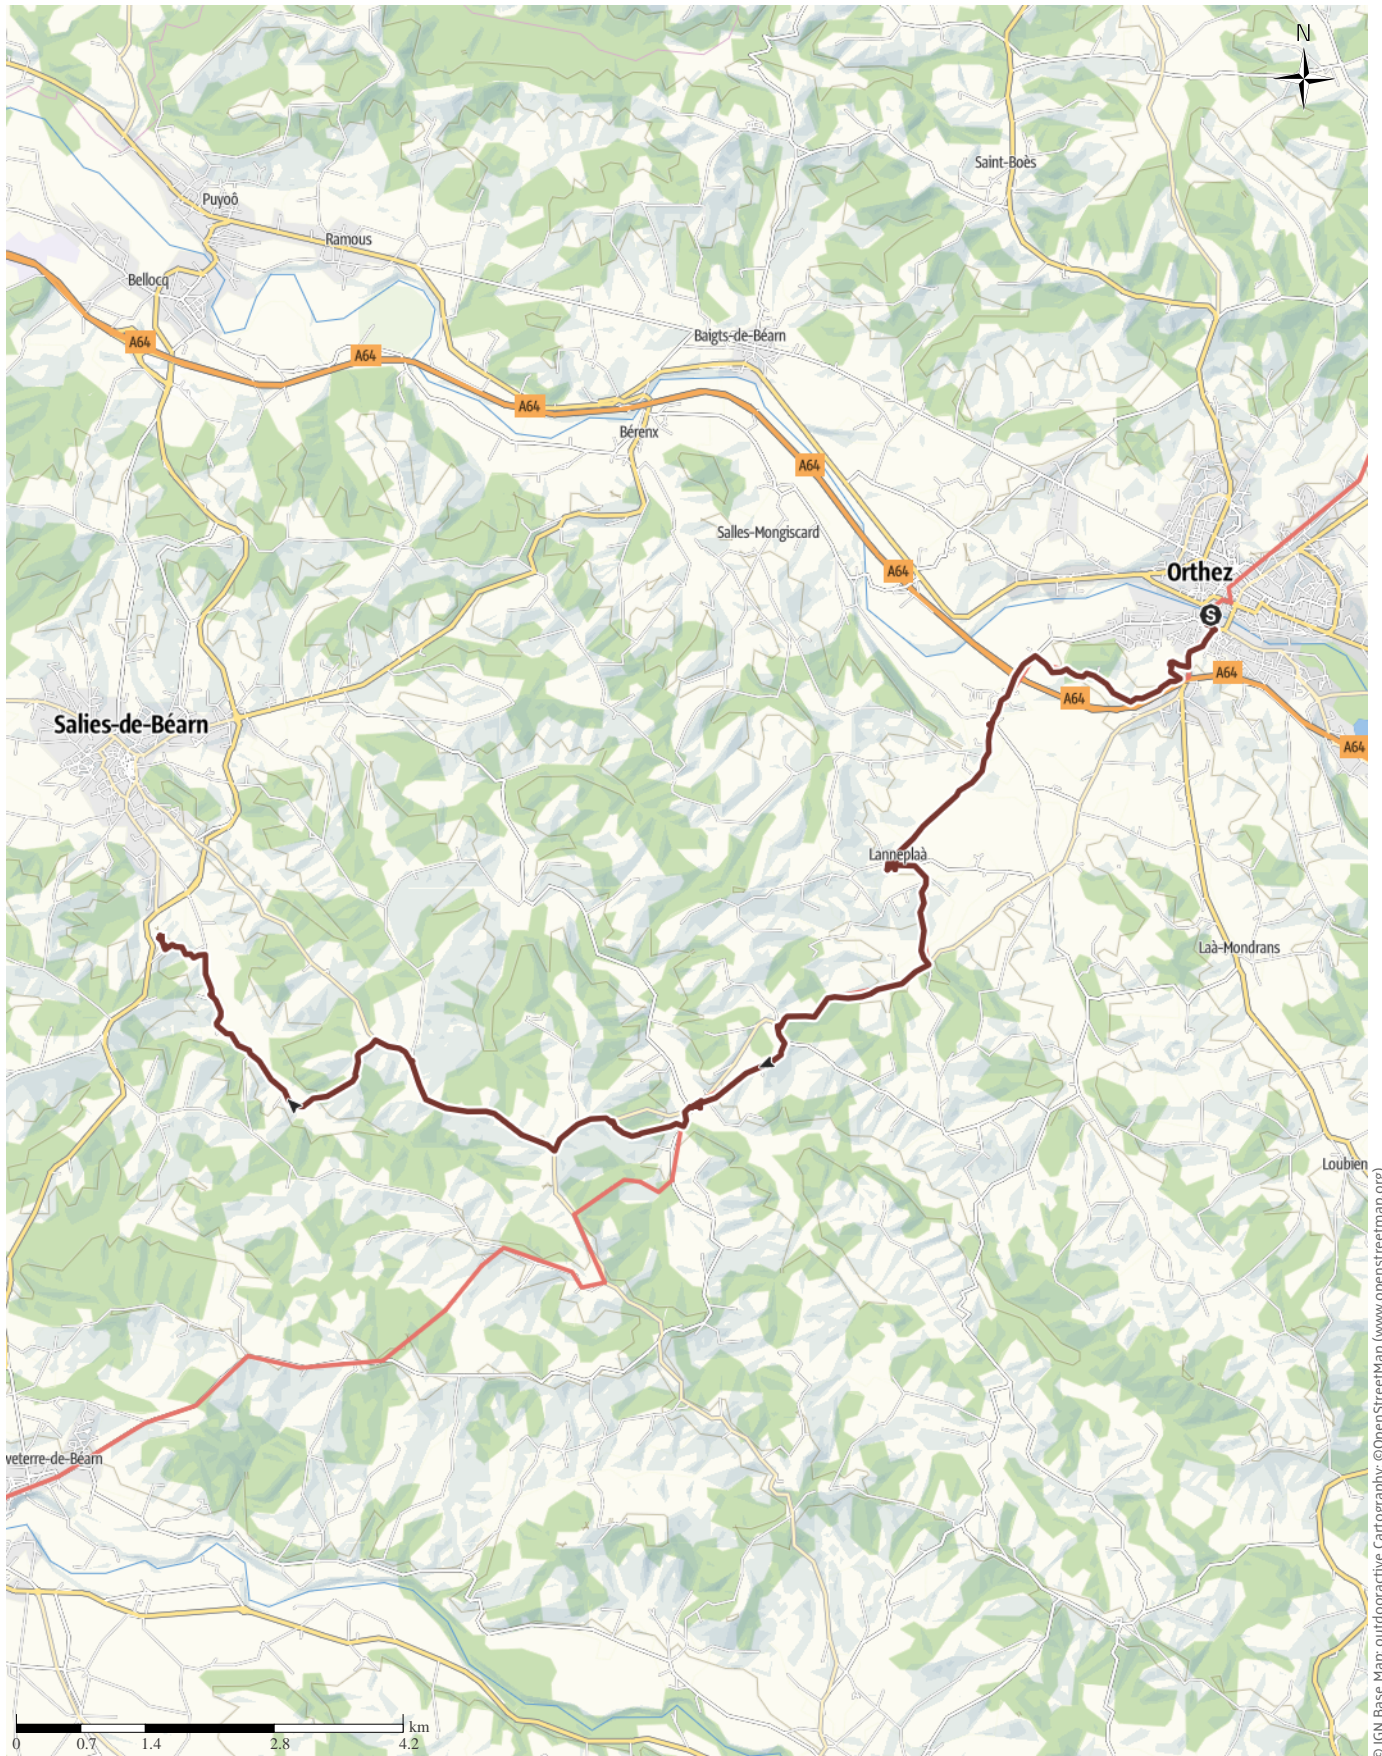 N
Saint-Boès
Puyoô
Ramous
Bellocq
A64
Baigts-de-Béarn
A64
A64
Bérenx
A64
Salles-Mongiscard
A64
Orthez
S
A64
A64
Salies-de-Béarn
A64
Lanneplaà
Laà-Mondrans
Loubien
veterre-de-Béarn
km
0 0.7 1.4 2.8 4.2
© IGN Base Map: outdooractive Cartography; ©OpenStreetMap (www.openstreetmap.org)